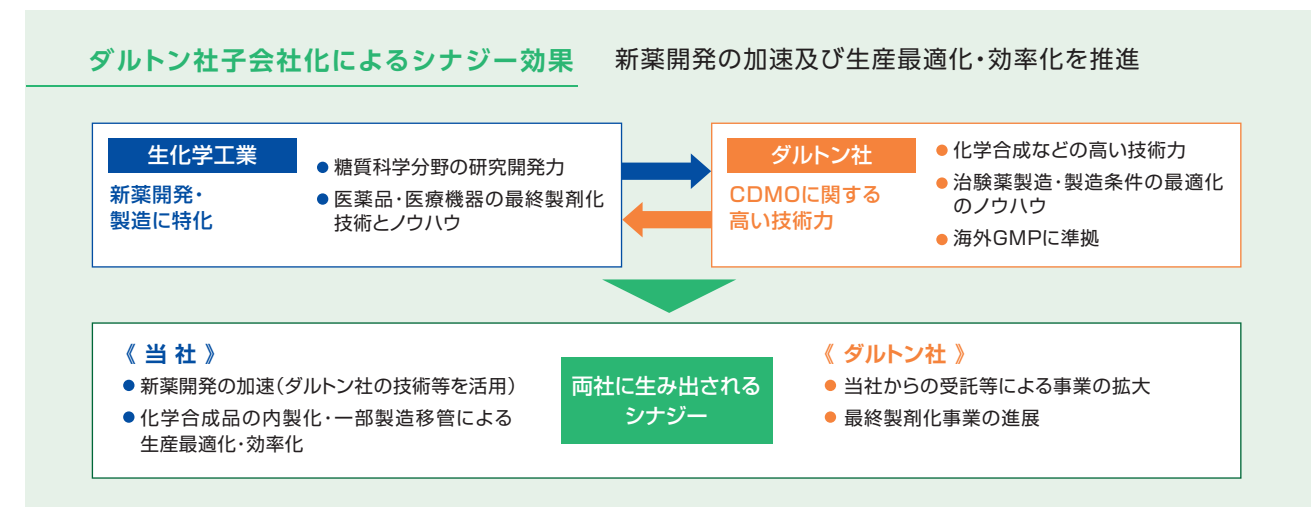 ダルトン社子会社化によるシナジー効果 新薬開発の加速及び生産最適化・効率化を推進
生化学工業
新薬開発・
製造に特化
●糖質科学分野の研究開発力
●医薬品・医療機器の最終製剤化
技術とノウハウ
ダルトン社
CDMOに関する
高い技術力
●化学合成などの高い技術力
●治験薬製造・製造条件の最適化
のノウハウ
●海外GMPに準拠
《 当 社 》
●新薬開発の加速(ダルトン社の技術等を活用)
●化学合成品の内製化・一部製造移管による
生産最適化・効率化
両社に生み出される
シナジー
《 ダルトン社 》
●当社からの受託等による事業の拡大
●最終製剤化事業の進展